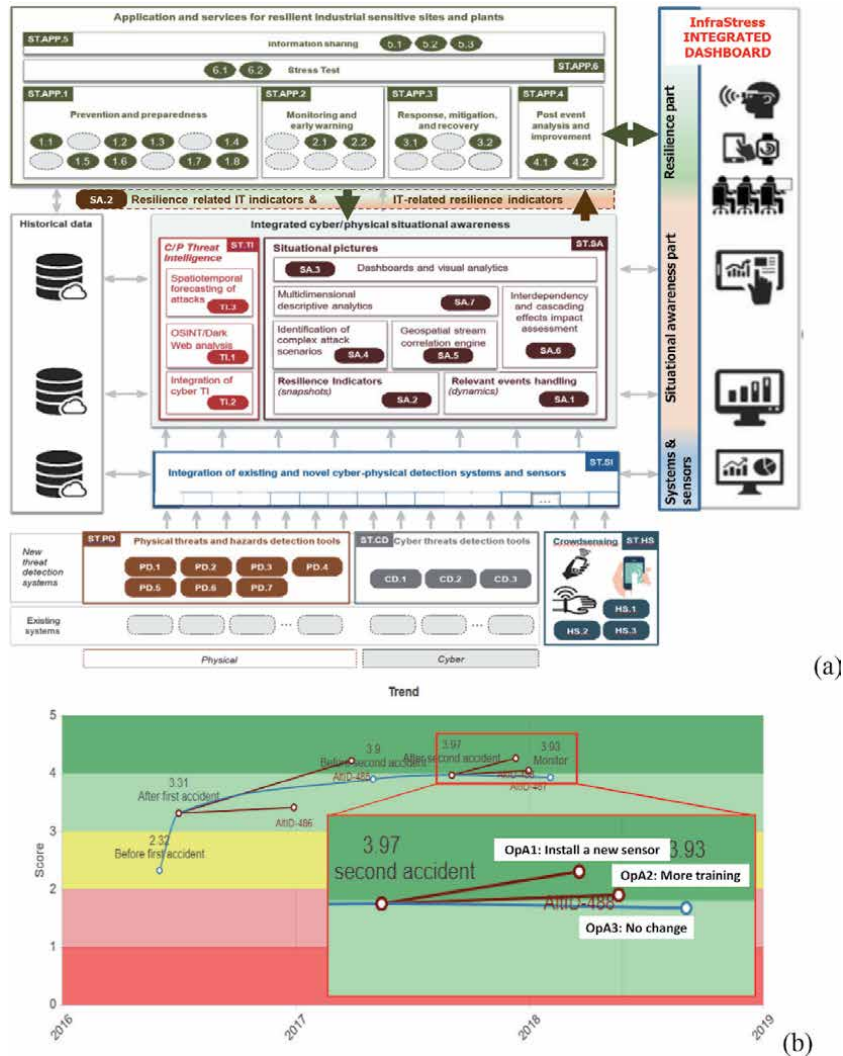 Application and services for resilient industrial sensitive sites and plants
ST.APP.5
Information sharing
5.1 5.2 5.3
6.1 6.2 Stress Test
ST.APP.6
ST.APP.1
Prevention and preparedness
1.1 1.2 1.3 1.4
1.5 1.6 1.7 1.8
ST.APP.2
Monitoring and
early warning
2.1 2.2
ST.APP.3
Response, mitigation,
and recovery
3.1 3.2
ST.APP.4
Post event
analysis and
improvement
4.1 4.2
InfraStress
INTEGRATED
DASHBOARD
Resilience part
Situational awareness part
Systems &
sensors
SA.2 Resilience related IT indicators & IT-related resilience indicators
Historical data
Integrated cyber/physical situational awareness
C/P Threat
Intelligence
ST.TI
Spatiotemporal
forecasting of
attacks
TI.3
OSINT/Dark
Web analysis
TI.1
Integration of
cyber TI
TI.2
Situational pictures
ST.SA
SA.3 Dashboards and visual analytics
Multidimensional
descriptive analytics
SA.7
Interdependency
and cascading
effects impact
assessment
SA.6
Identification of
complex attack
scenarios
SA.4
Geospatial stream
correlation engine
SA.5
Resilience Indicators
(snapshots)
SA.2
Relevant events handling
(dynamics)
SA.1
Integration of existing and novel cyber-physical detection systems and sensors
ST.SI
...
New
threat
detection
systems
ST.PD
Physical threats and hazards detection tools
PD.1 PD.2 PD.3 PD.4
PD.5 PD.6 PD.7
ST.CD
Cyber threats detection tools
CD.1 CD.2 CD.3
Crowdsensing
ST.HS
HS.1
HS.2 HS.3
Existing
systems
...
...
Physical
Cyber
(a)
Trend
Score
5
4
3
2
1
0
2016
2017
2018
2019
2.32
Before first accident
3.31
After first accident
AltID-486
3.9
Before second accident
3.97
After second accident
3.93
Monitor
3.97
second accident
OpA1: Install a new sensor
3.93
OpA2: More training
AltID-488
OpA3: No change
(b)